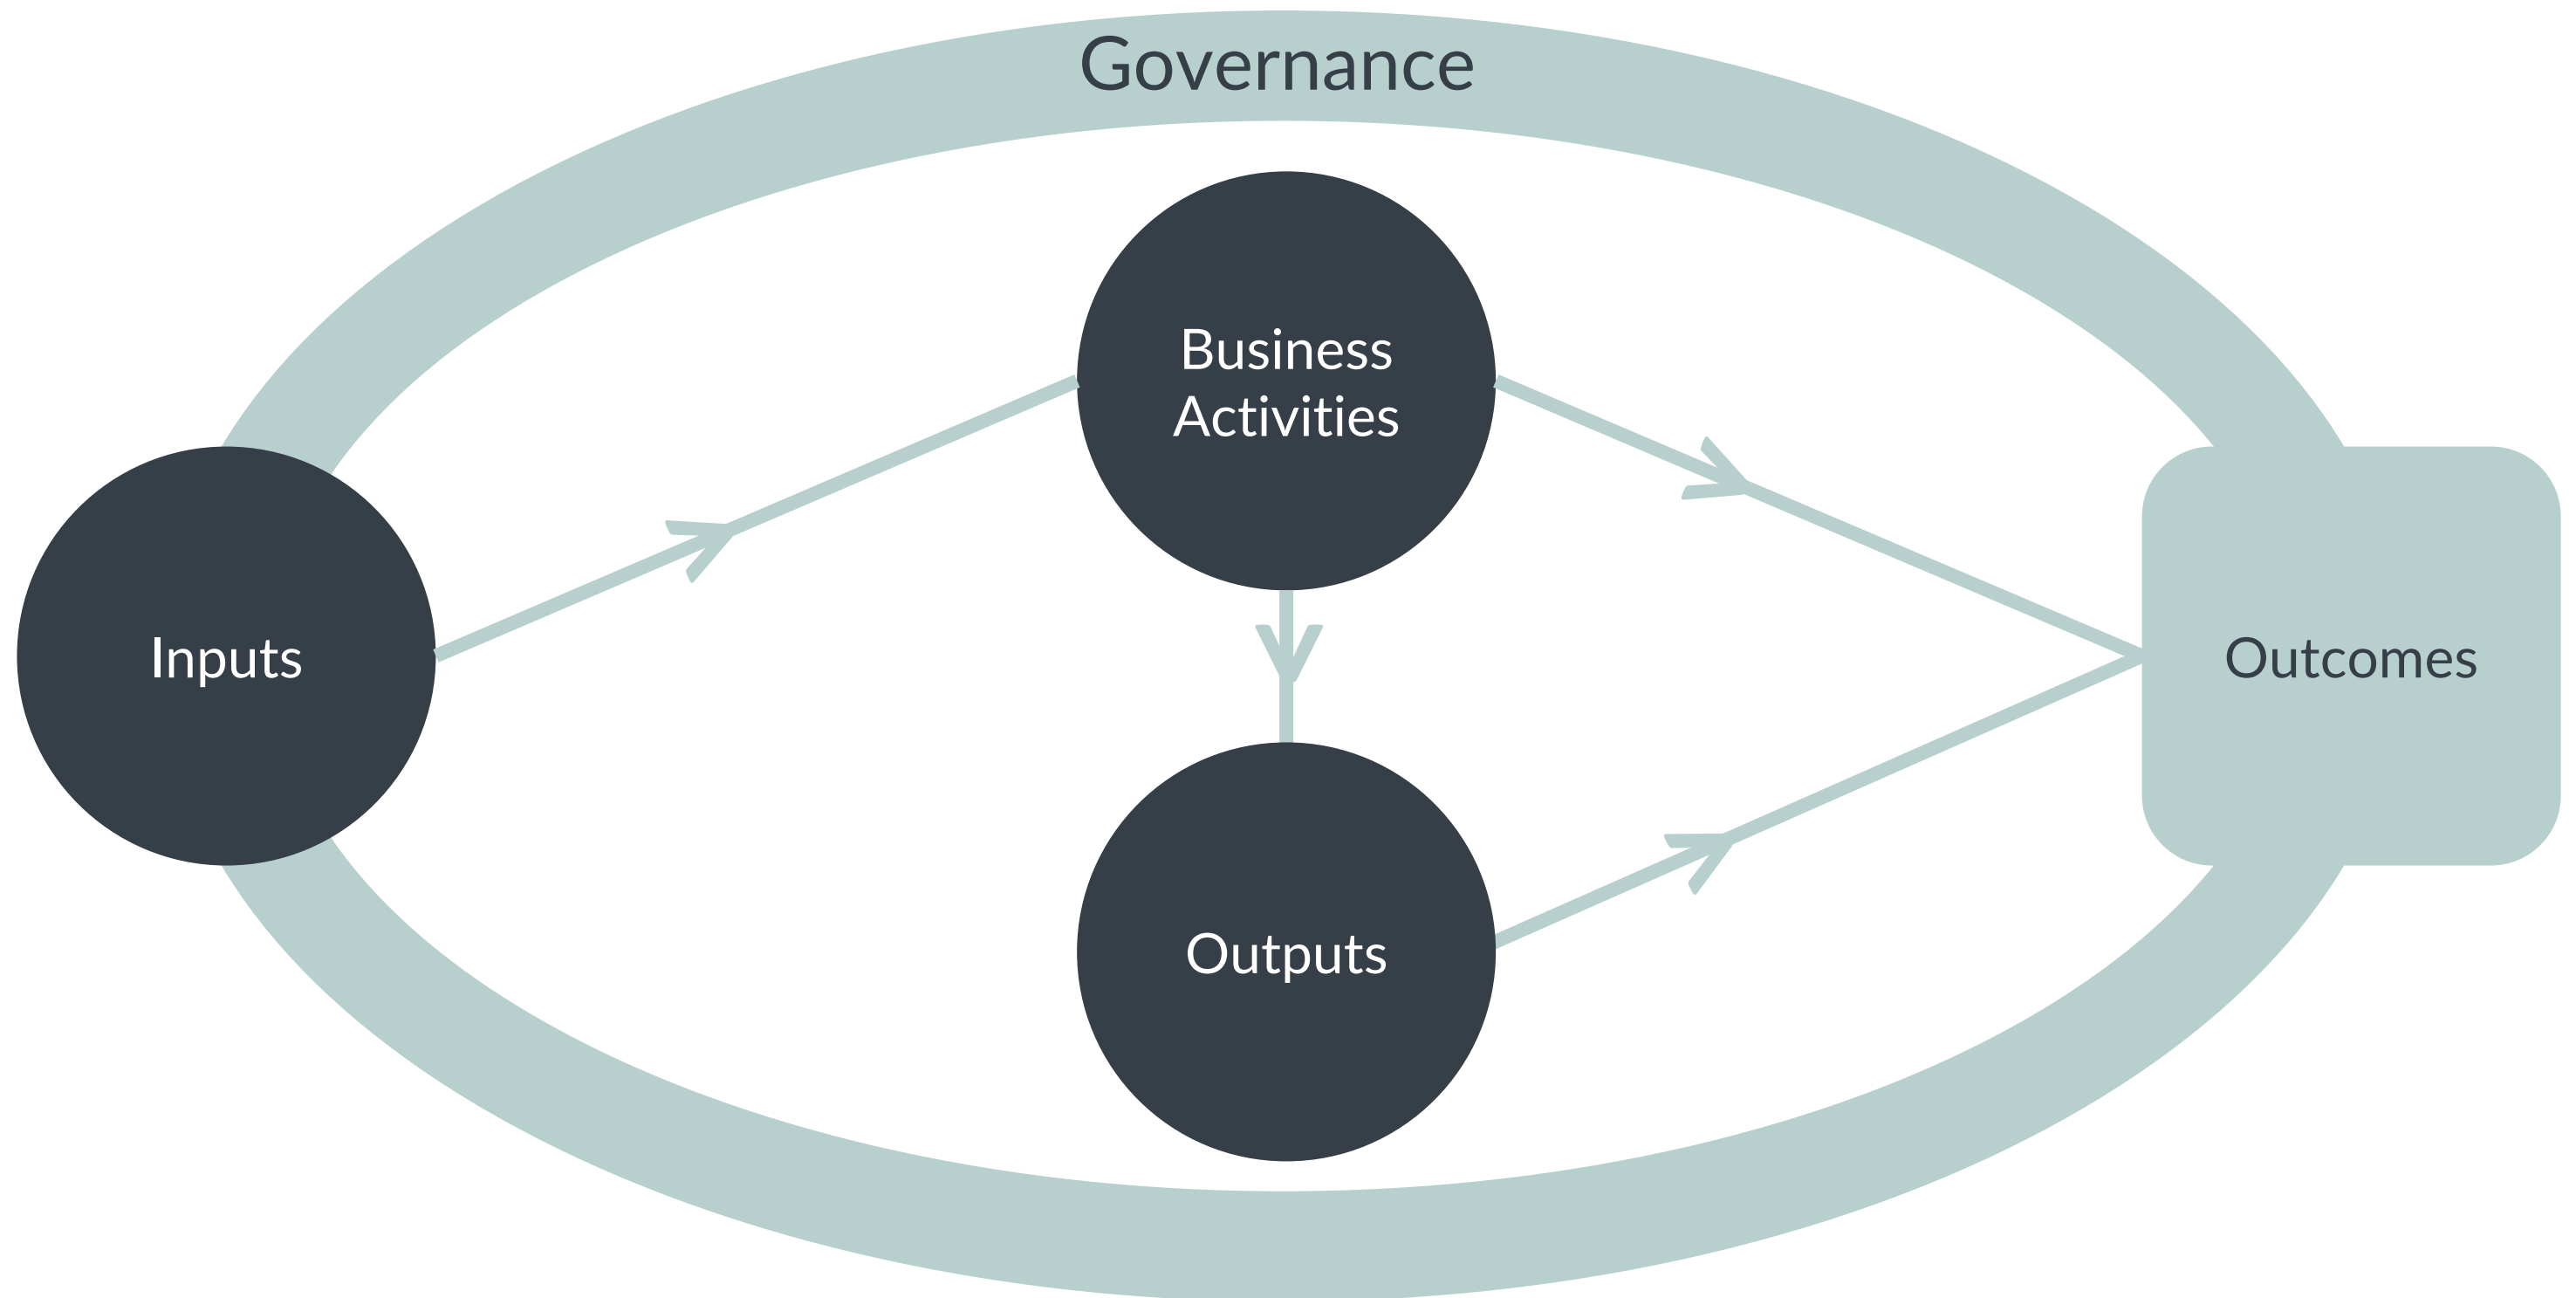 Governance
Business
Activities
Inputs
Outcomes
Outputs